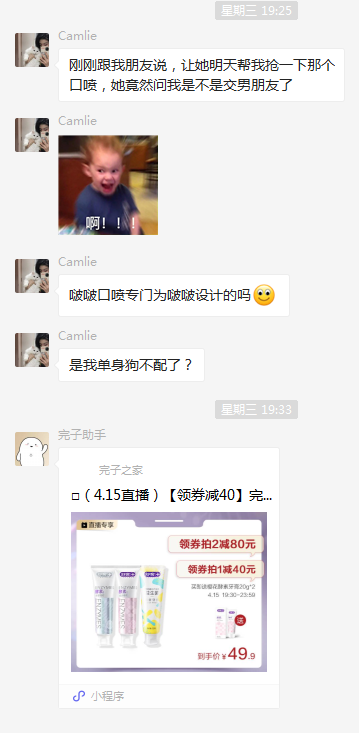 星期三 19:25
Camlie
刚刚跟我朋友说，让她明天帮我抢一下那个
口喷，她竟然问我是不是交男朋友了
Camlie
啊！！！
Camlie
啵啵口喷专门为啵啵设计的吗
Camlie
是我单身狗不配了？
星期三 19:33
完子助手
完子之家
□（4.15直播）【领券减40】完...
直播专享
领券拍2减80元
领券拍1减40元
4.15 19:30-23:59
送
到手价¥49.9
小程序